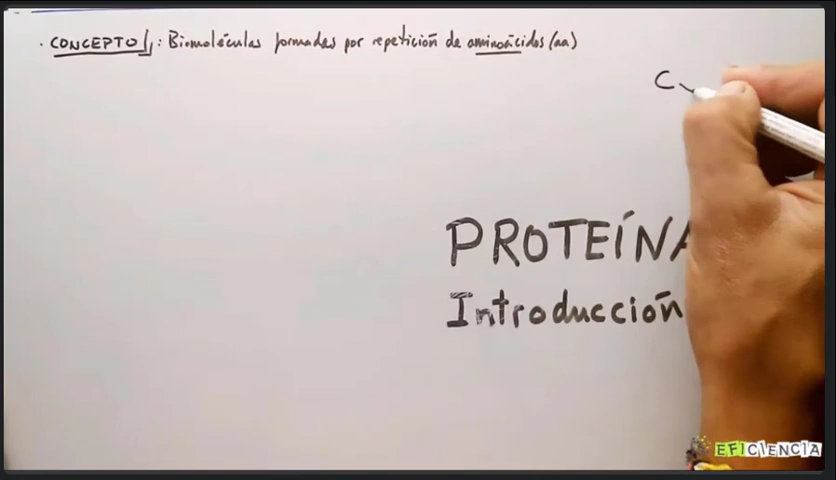 · CONCEPTO: Biomoléculas formadas por repetición de aminoácidos (aa)
C
PROTEÍNA
Introducción
EFICIENCIA